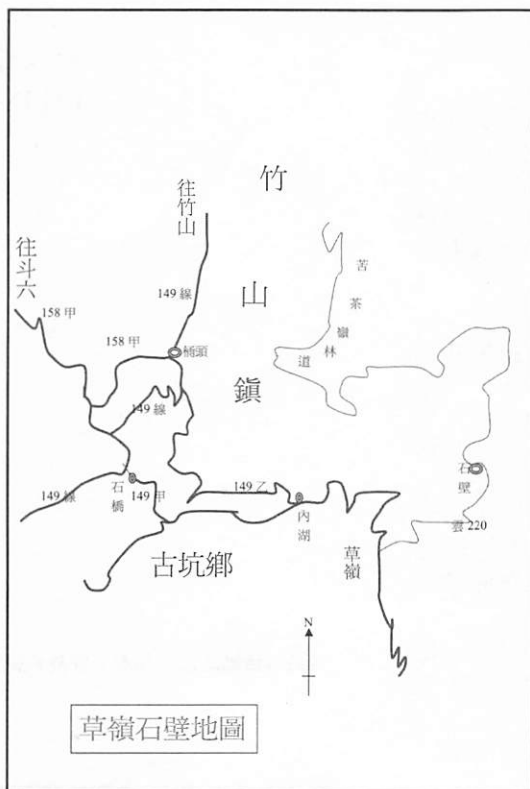 竹山鎮
往竹山
往斗六
149 線
158 甲
158 甲
桶頭
苦茶嶺林道
149 線
149 線
石橋
149 甲
149 乙
內湖
石壁
雲 220
草嶺
古坑鄉
N
草嶺石壁地圖